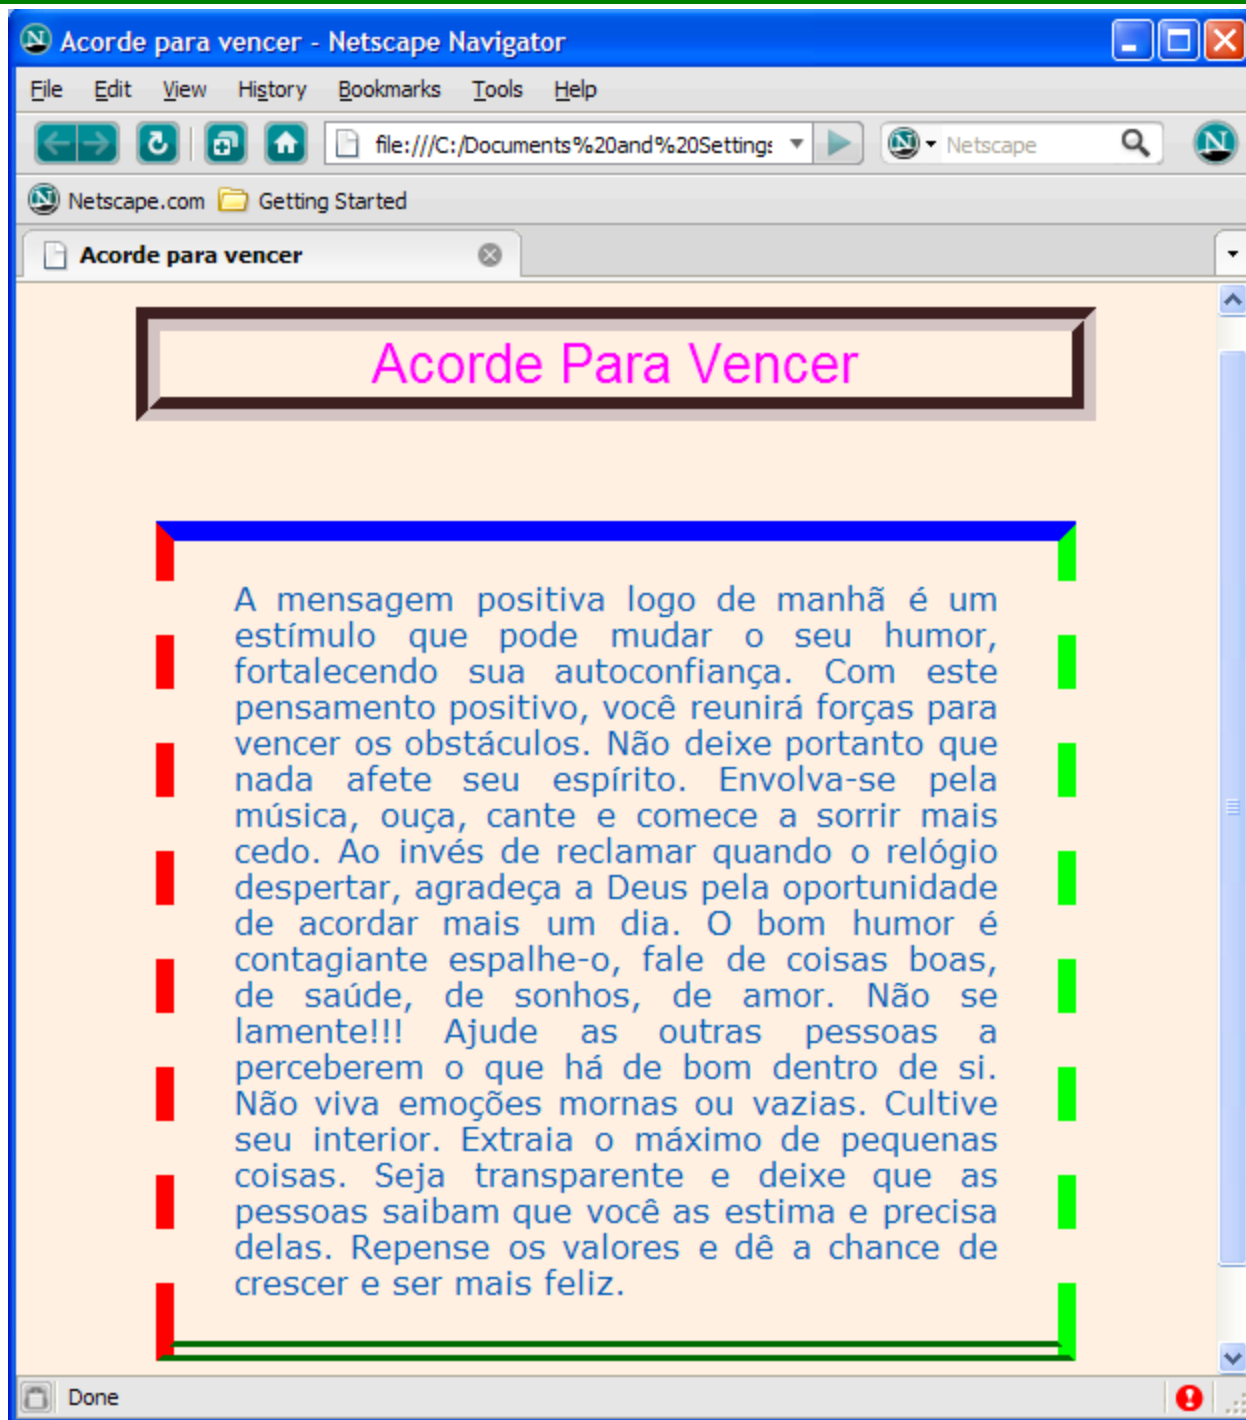 Acorde para vencer - Netscape Navigator
File Edit View History Bookmarks Tools Help
file:///C:/Documents%20and%20Settings
Netscape
Netscape.com Getting Started
Acorde para vencer
Acorde Para Vencer
A mensagem positiva logo de manhã é um
estímulo que pode mudar o seu humor,
fortalecendo sua autoconfiança. Com este
pensamento positivo, você reunirá forças para
vencer os obstáculos. Não deixe portanto que
nada afete seu espírito. Envolva-se pela
música, ouça, cante e comece a sorrir mais
cedo. Ao invés de reclamar quando o relógio
despertar, agradeça a Deus pela oportunidade
de acordar mais um dia. O bom humor é
contagiante espalhe-o, fale de coisas boas,
de saúde, de sonhos, de amor. Não se
lamente!!! Ajude as outras pessoas a
perceberem o que há de bom dentro de si.
Não viva emoções mornas ou vazias. Cultive
seu interior. Extraia o máximo de pequenas
coisas. Seja transparente e deixe que as
pessoas saibam que você as estima e precisa
delas. Repense os valores e dê a chance de
crescer e ser mais feliz.
Done